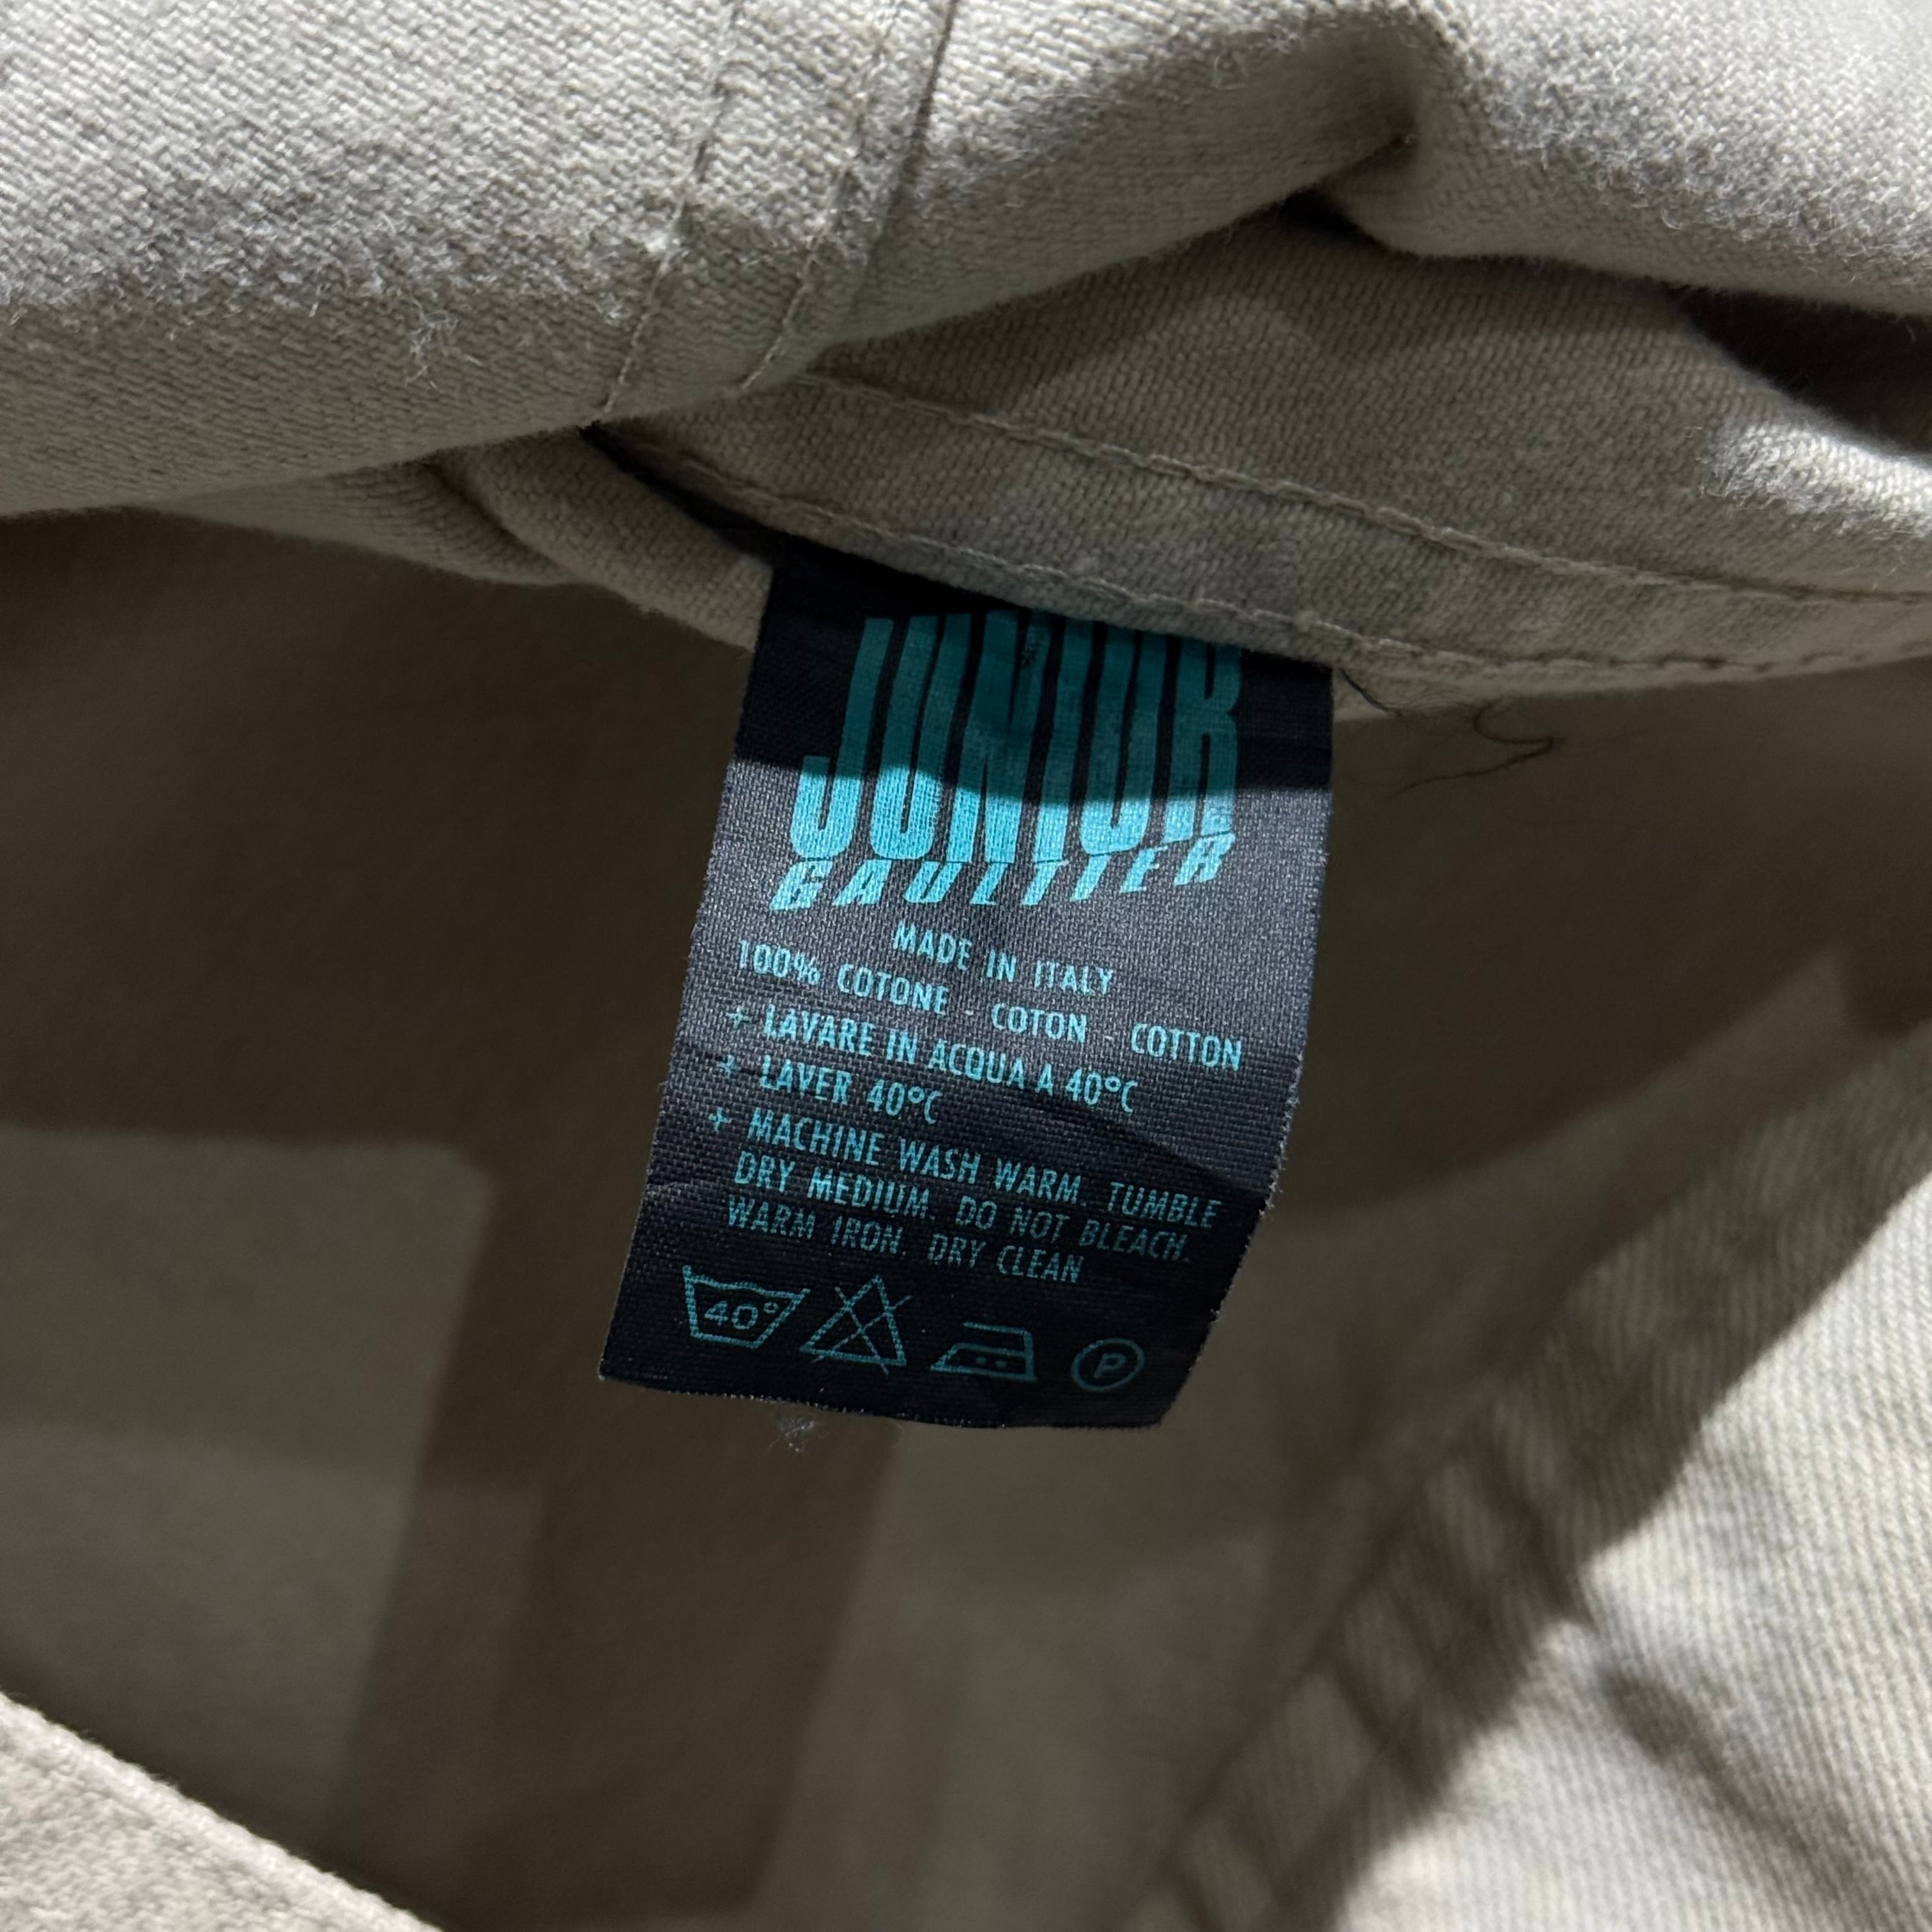 JUNIOR
GAULTIER
MADE IN ITALY
100% COTONE - COTON - COTTON
+ LAVARE IN ACQUA A 40°C
+ LAVER 40°C
+ MACHINE WASH WARM. TUMBLE
DRY MEDIUM. DO NOT BLEACH.
WARM IRON. DRY CLEAN
40° P